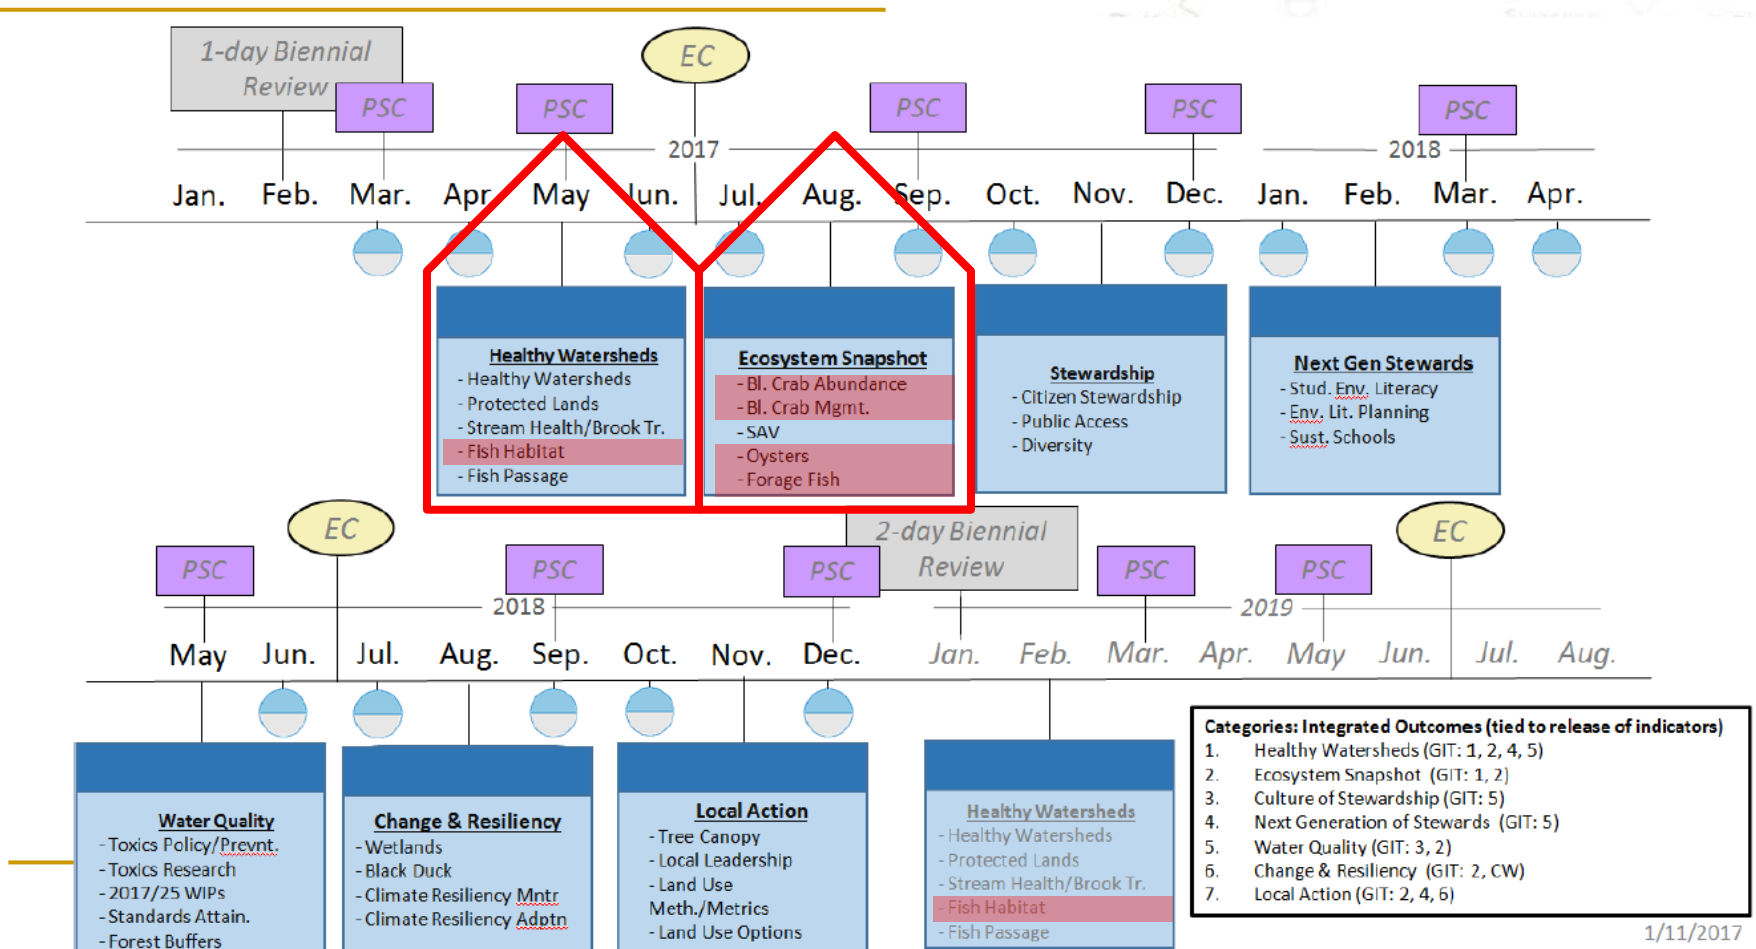 1-day Biennial
Review
EC
PSC
PSC
PSC
PSC
PSC
2017
2018
Jan.
Feb.
Mar.
Apr
May
Jun.
Jul.
Aug.
Sep.
Oct.
Nov.
Dec.
Jan.
Feb.
Mar.
Apr.
Healthy Watersheds
- Healthy Watersheds
- Protected Lands
- Stream Health/Brook Tr.
- Fish Habitat
- Fish Passage
Ecosystem Snapshot
- Bl. Crab Abundance
- Bl. Crab Mgmt.
- SAV
- Oysters
- Forage Fish
Stewardship
- Citizen Stewardship
- Public Access
- Diversity
Next Gen Stewards
- Stud. Env. Literacy
- Env. Lit. Planning
- Sust. Schools
EC
2-day Biennial
Review
EC
PSC
PSC
PSC
PSC
PSC
2018
2019
May
Jun.
Jul.
Aug.
Sep.
Oct.
Nov.
Dec.
Jan.
Feb.
Mar.
Apr.
May
Jun.
Jul.
Aug.
Water Quality
- Toxics Policy/Prevnt.
- Toxics Research
- 2017/25 WIPs
- Standards Attain.
- Forest Buffers
Change & Resiliency
- Wetlands
- Black Duck
- Climate Resiliency Mntr
- Climate Resiliency Adptn
Local Action
- Tree Canopy
- Local Leadership
- Land Use
Meth./Metrics
- Land Use Options
Healthy Watersheds
- Healthy Watersheds
- Protected Lands
- Stream Health/Brook Tr.
- Fish Habitat
- Fish Passage
Categories: Integrated Outcomes (tied to release of indicators)
1. Healthy Watersheds (GIT: 1, 2, 4, 5)
2. Ecosystem Snapshot (GIT: 1, 2)
3. Culture of Stewardship (GIT: 5)
4. Next Generation of Stewards (GIT: 5)
5. Water Quality (GIT: 3, 2)
6. Change & Resiliency (GIT: 2, CW)
7. Local Action (GIT: 2, 4, 6)
1/11/2017